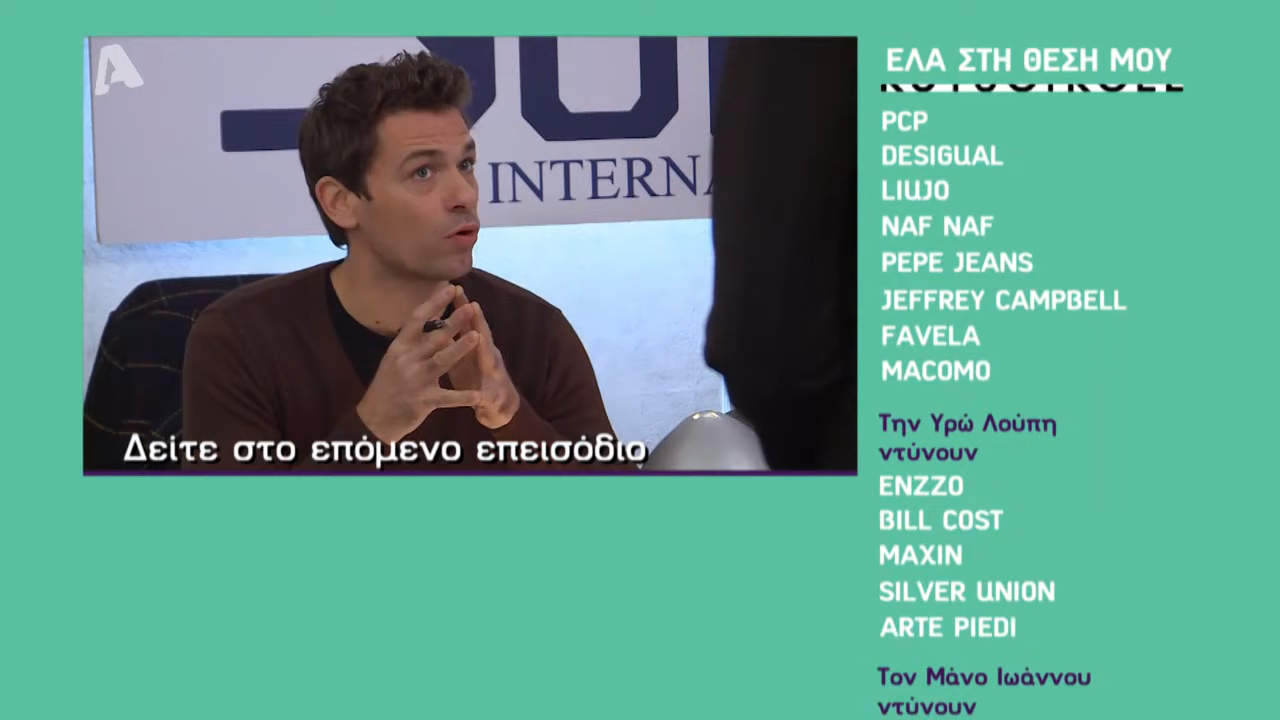 INTERN
Δείτε στο επόμενο επεισόδιο
ΕΛΑ ΣΤΗ ΘΕΣΗ ΜΟΥ
PCP
DESIGUAL
LIUJO
NAF NAF
PEPE JEANS
JEFFREY CAMPBELL
FAVELA
MACOMO
Την Υρώ Λούπη
ντύνουν
ENZZO
BILL COST
MAXIN
SILVER UNION
ARTE PIEDI
Τον Μάνο Ιωάννου
ντύνουν